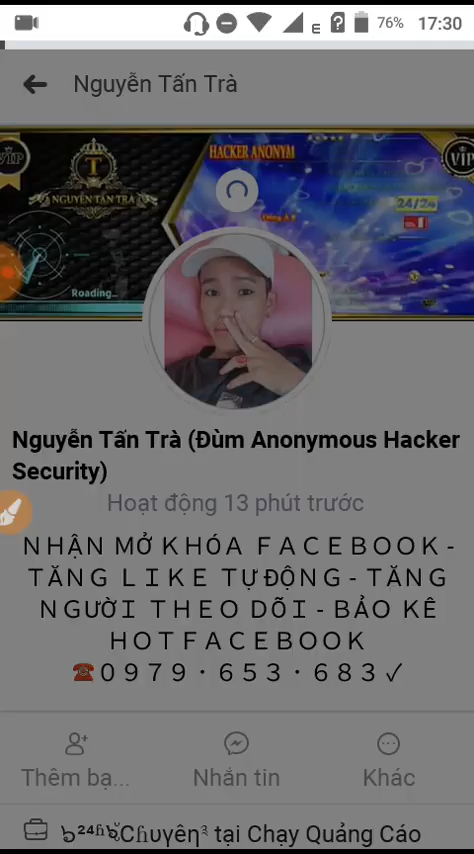 E 76% 17:30
Nguyễn Tấn Trà
VIP HACKER ANONYM VIP
T
NGUYỄN TẤN TRÀ
24/24
Roading...
Nguyễn Tấn Trà (Đùm Anonymous Hacker
Security)
Hoạt động 13 phút trước
NHẬN MỞ KHÓA FACEBOOK -
TĂNG LIKE TỰ ĐỘNG - TĂNG
NGƯỜI THEO DÕI - BẢO KÊ
HOTFACEBOOK
☎️0979・653・683✓
Thêm bạ... Nhắn tin Khác
tại Chạy Quảng Cáo